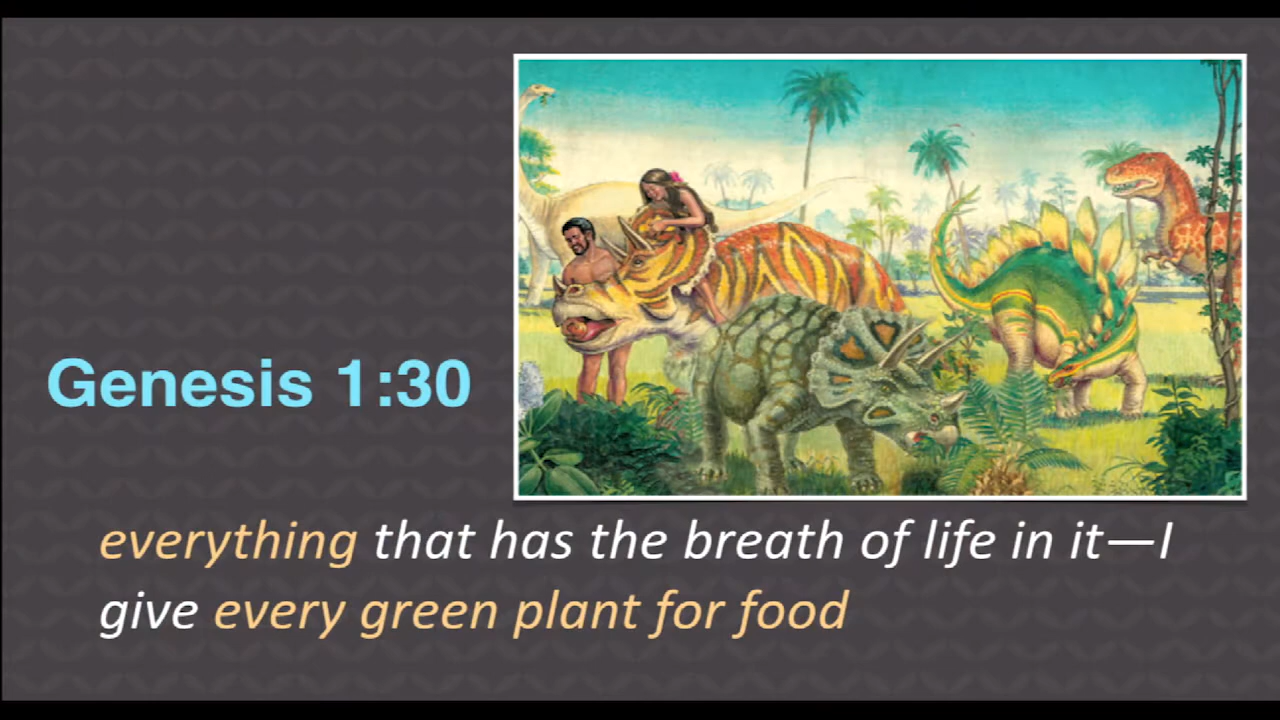 Genesis 1:30
everything that has the breath of life in it—I
give every green plant for food